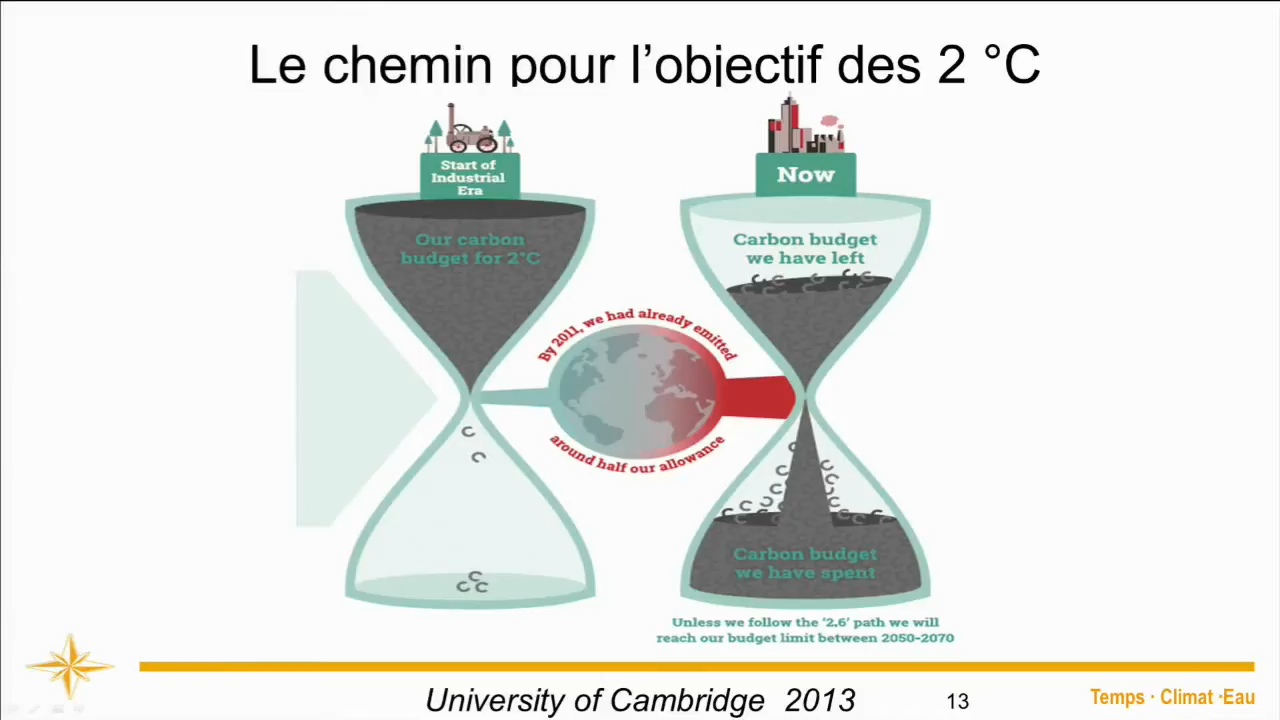 Le chemin pour l’objectif des 2 °C
Start of
Industrial
Era
Now
Our carbon
budget for 2°C
Carbon budget
we have left
By 2011, we had already emitted
around half our allowance
Carbon budget
we have spent
Unless we follow the '2.6' path we will
reach our budget limit between 2050-2070
University of Cambridge 2013
13
Temps · Climat ·Eau